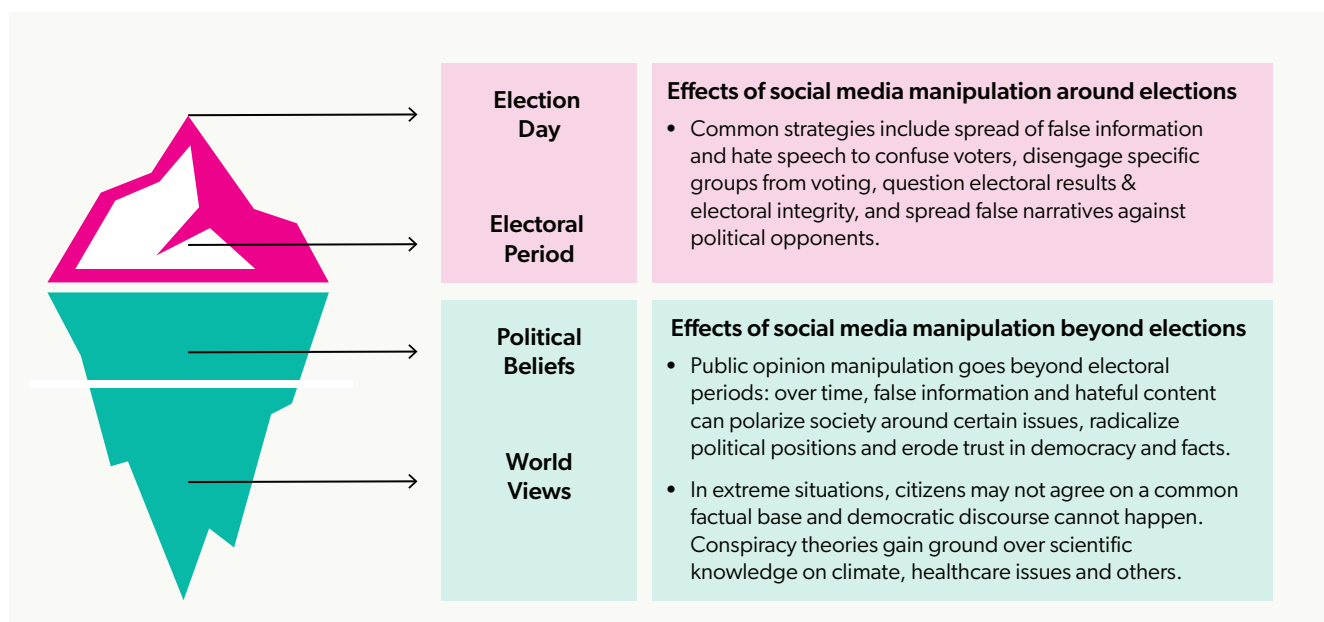 Election
Day
Electoral
Period
Effects of social media manipulation around elections
• Common strategies include spread of false information
and hate speech to confuse voters, disengage specific
groups from voting, question electoral results &
electoral integrity, and spread false narratives against
political opponents.
Political
Beliefs
World
Views
Effects of social media manipulation beyond elections
• Public opinion manipulation goes beyond electoral
periods: over time, false information and hateful content
can polarize society around certain issues, radicalize
political positions and erode trust in democracy and facts.
• In extreme situations, citizens may not agree on a common
factual base and democratic discourse cannot happen.
Conspiracy theories gain ground over scientific
knowledge on climate, healthcare issues and others.